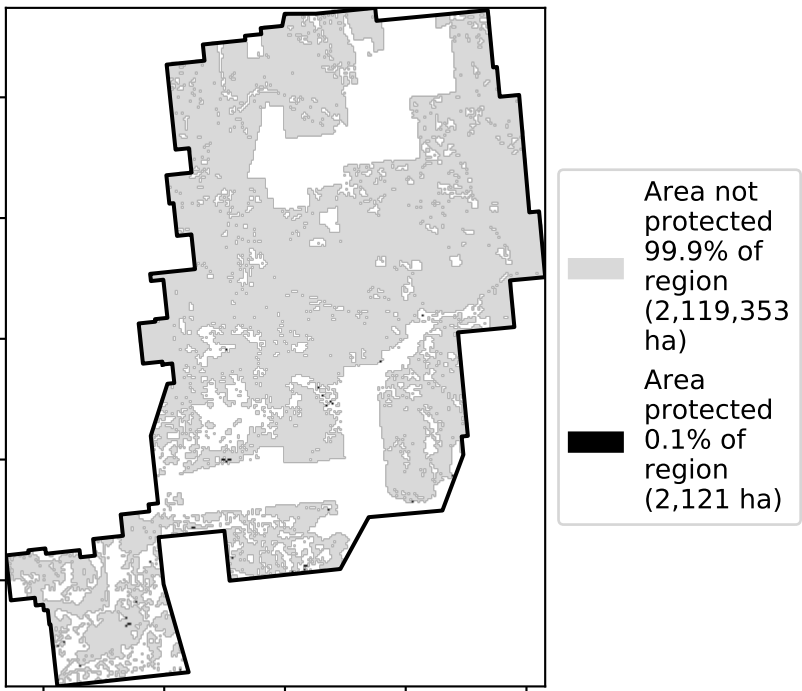 Area not
protected
99.9% of
region
(2,119,353
ha)
Area
protected
0.1% of
region
(2,121 ha)